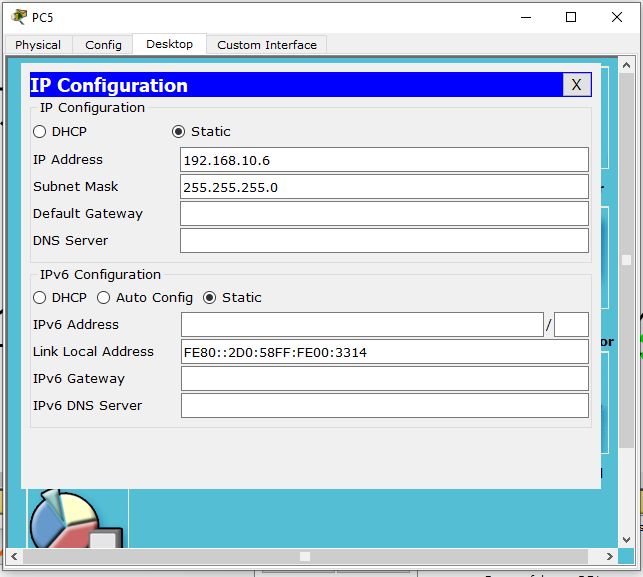 PC5
Physical Config Desktop Custom Interface
IP Configuration X
IP Configuration
DHCP Static
IP Address 192.168.10.6
Subnet Mask 255.255.255.0
Default Gateway
DNS Server
IPv6 Configuration
DHCP Auto Config Static
IPv6 Address /
Link Local Address FE80::2D0:58FF:FE00:3314
IPv6 Gateway
IPv6 DNS Server
or